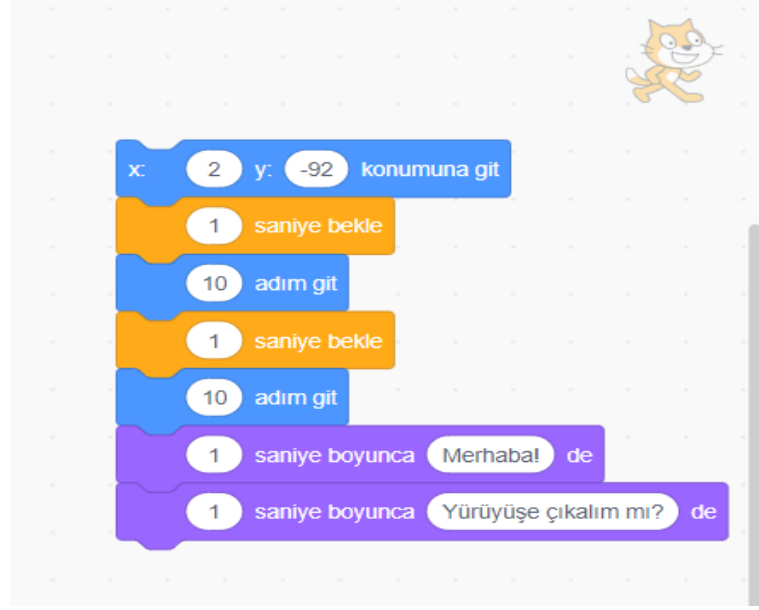 x: 2 y: -92 konumuna git
1 saniye bekle
10 adım git
1 saniye bekle
10 adım git
1 saniye boyunca Merhaba! de
1 saniye boyunca Yürüyüşe çıkalım mı? de